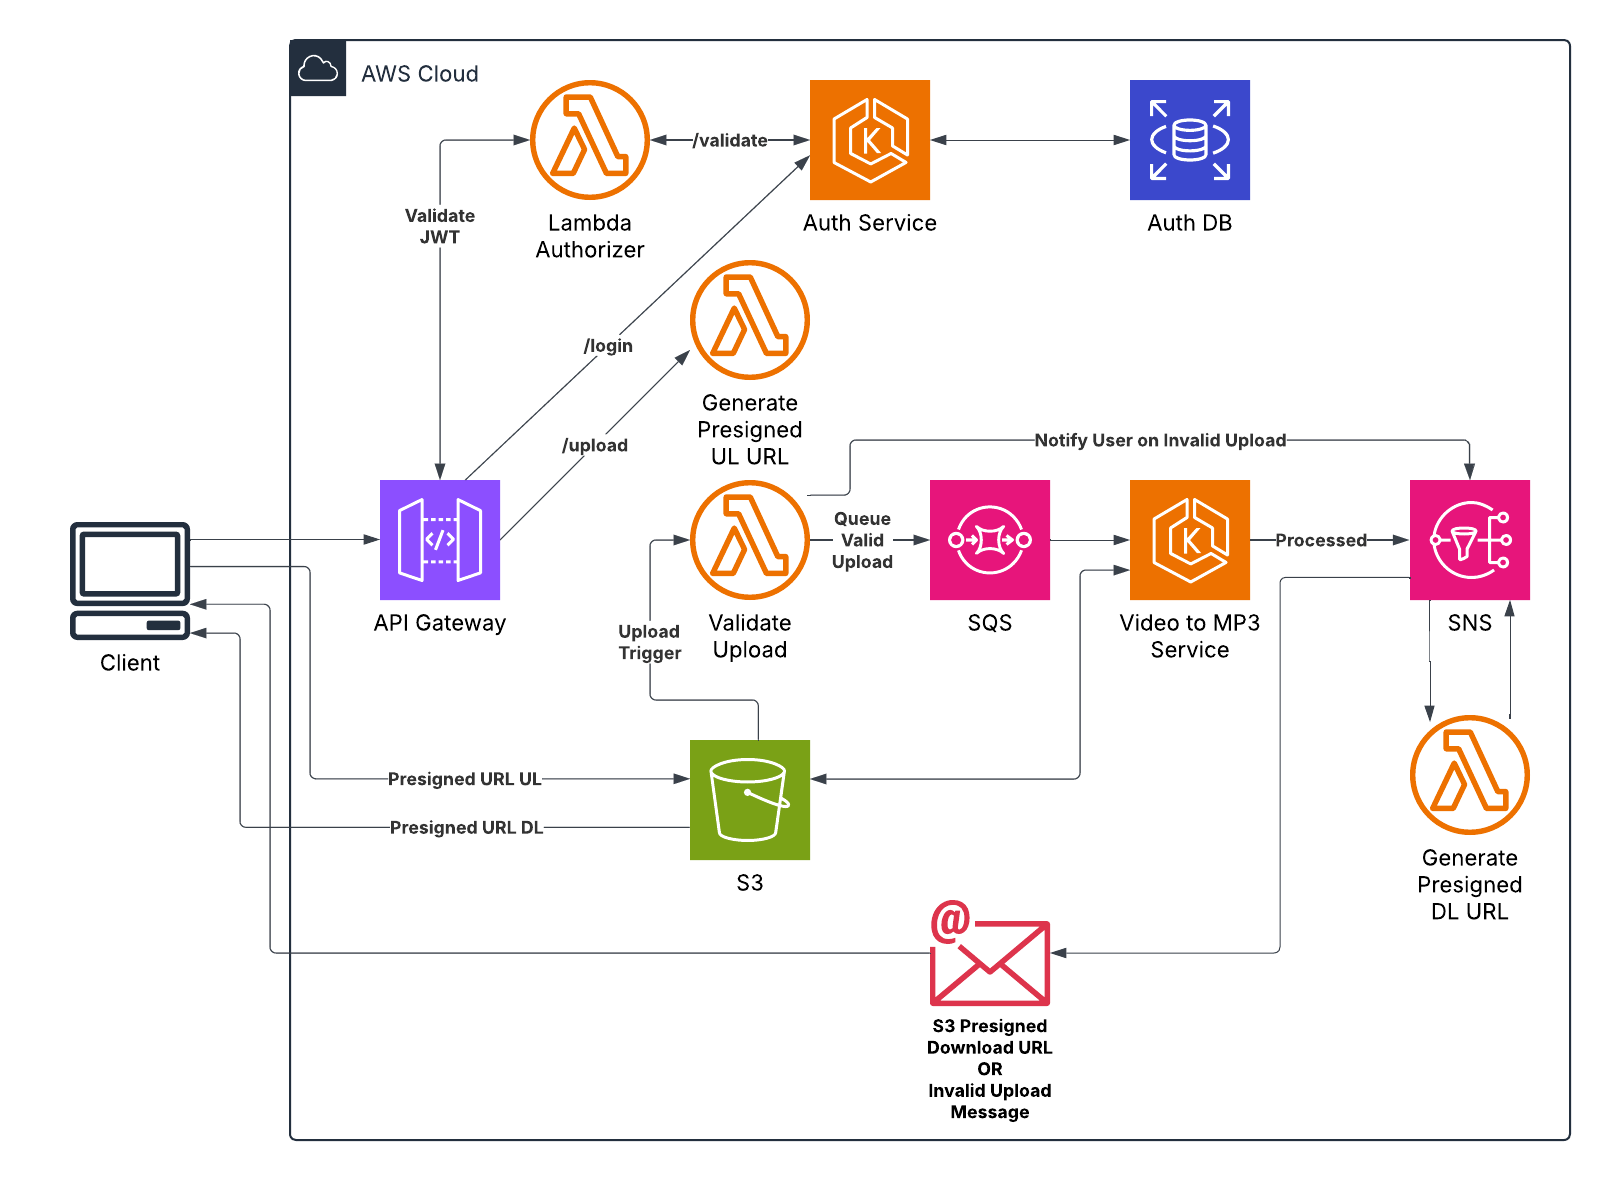 AWS Cloud
/validate
Validate
JWT
Lambda
Authorizer
Auth Service
Auth DB
/login
/upload
Generate
Presigned
UL URL
Notify User on Invalid Upload
</>
K
K
Queue
Valid
Upload
Processed
API Gateway
Validate
Upload
SQS
Video to MP3
Service
SNS
Client
Upload
Trigger
Presigned URL UL
Presigned URL DL
S3
Generate
Presigned
DL URL
@
S3 Presigned
Download URL
OR
Invalid Upload
Message